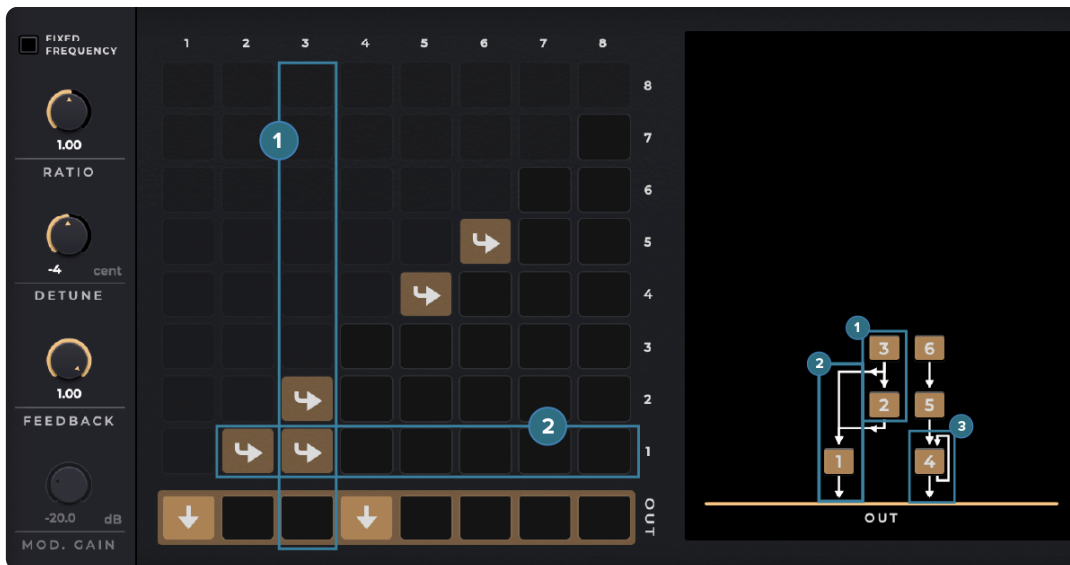 FIXED
FREQUENCY
1.00
RATIO
-4 cent
DETUNE
1.00
FEEDBACK
-20.0 dB
MOD. GAIN
1 2 3 4 5 6 7 8
8
7
6
5
4
3
2
1
OUT
1
2
1
2
3
3 6
2 5
1 4
OUT